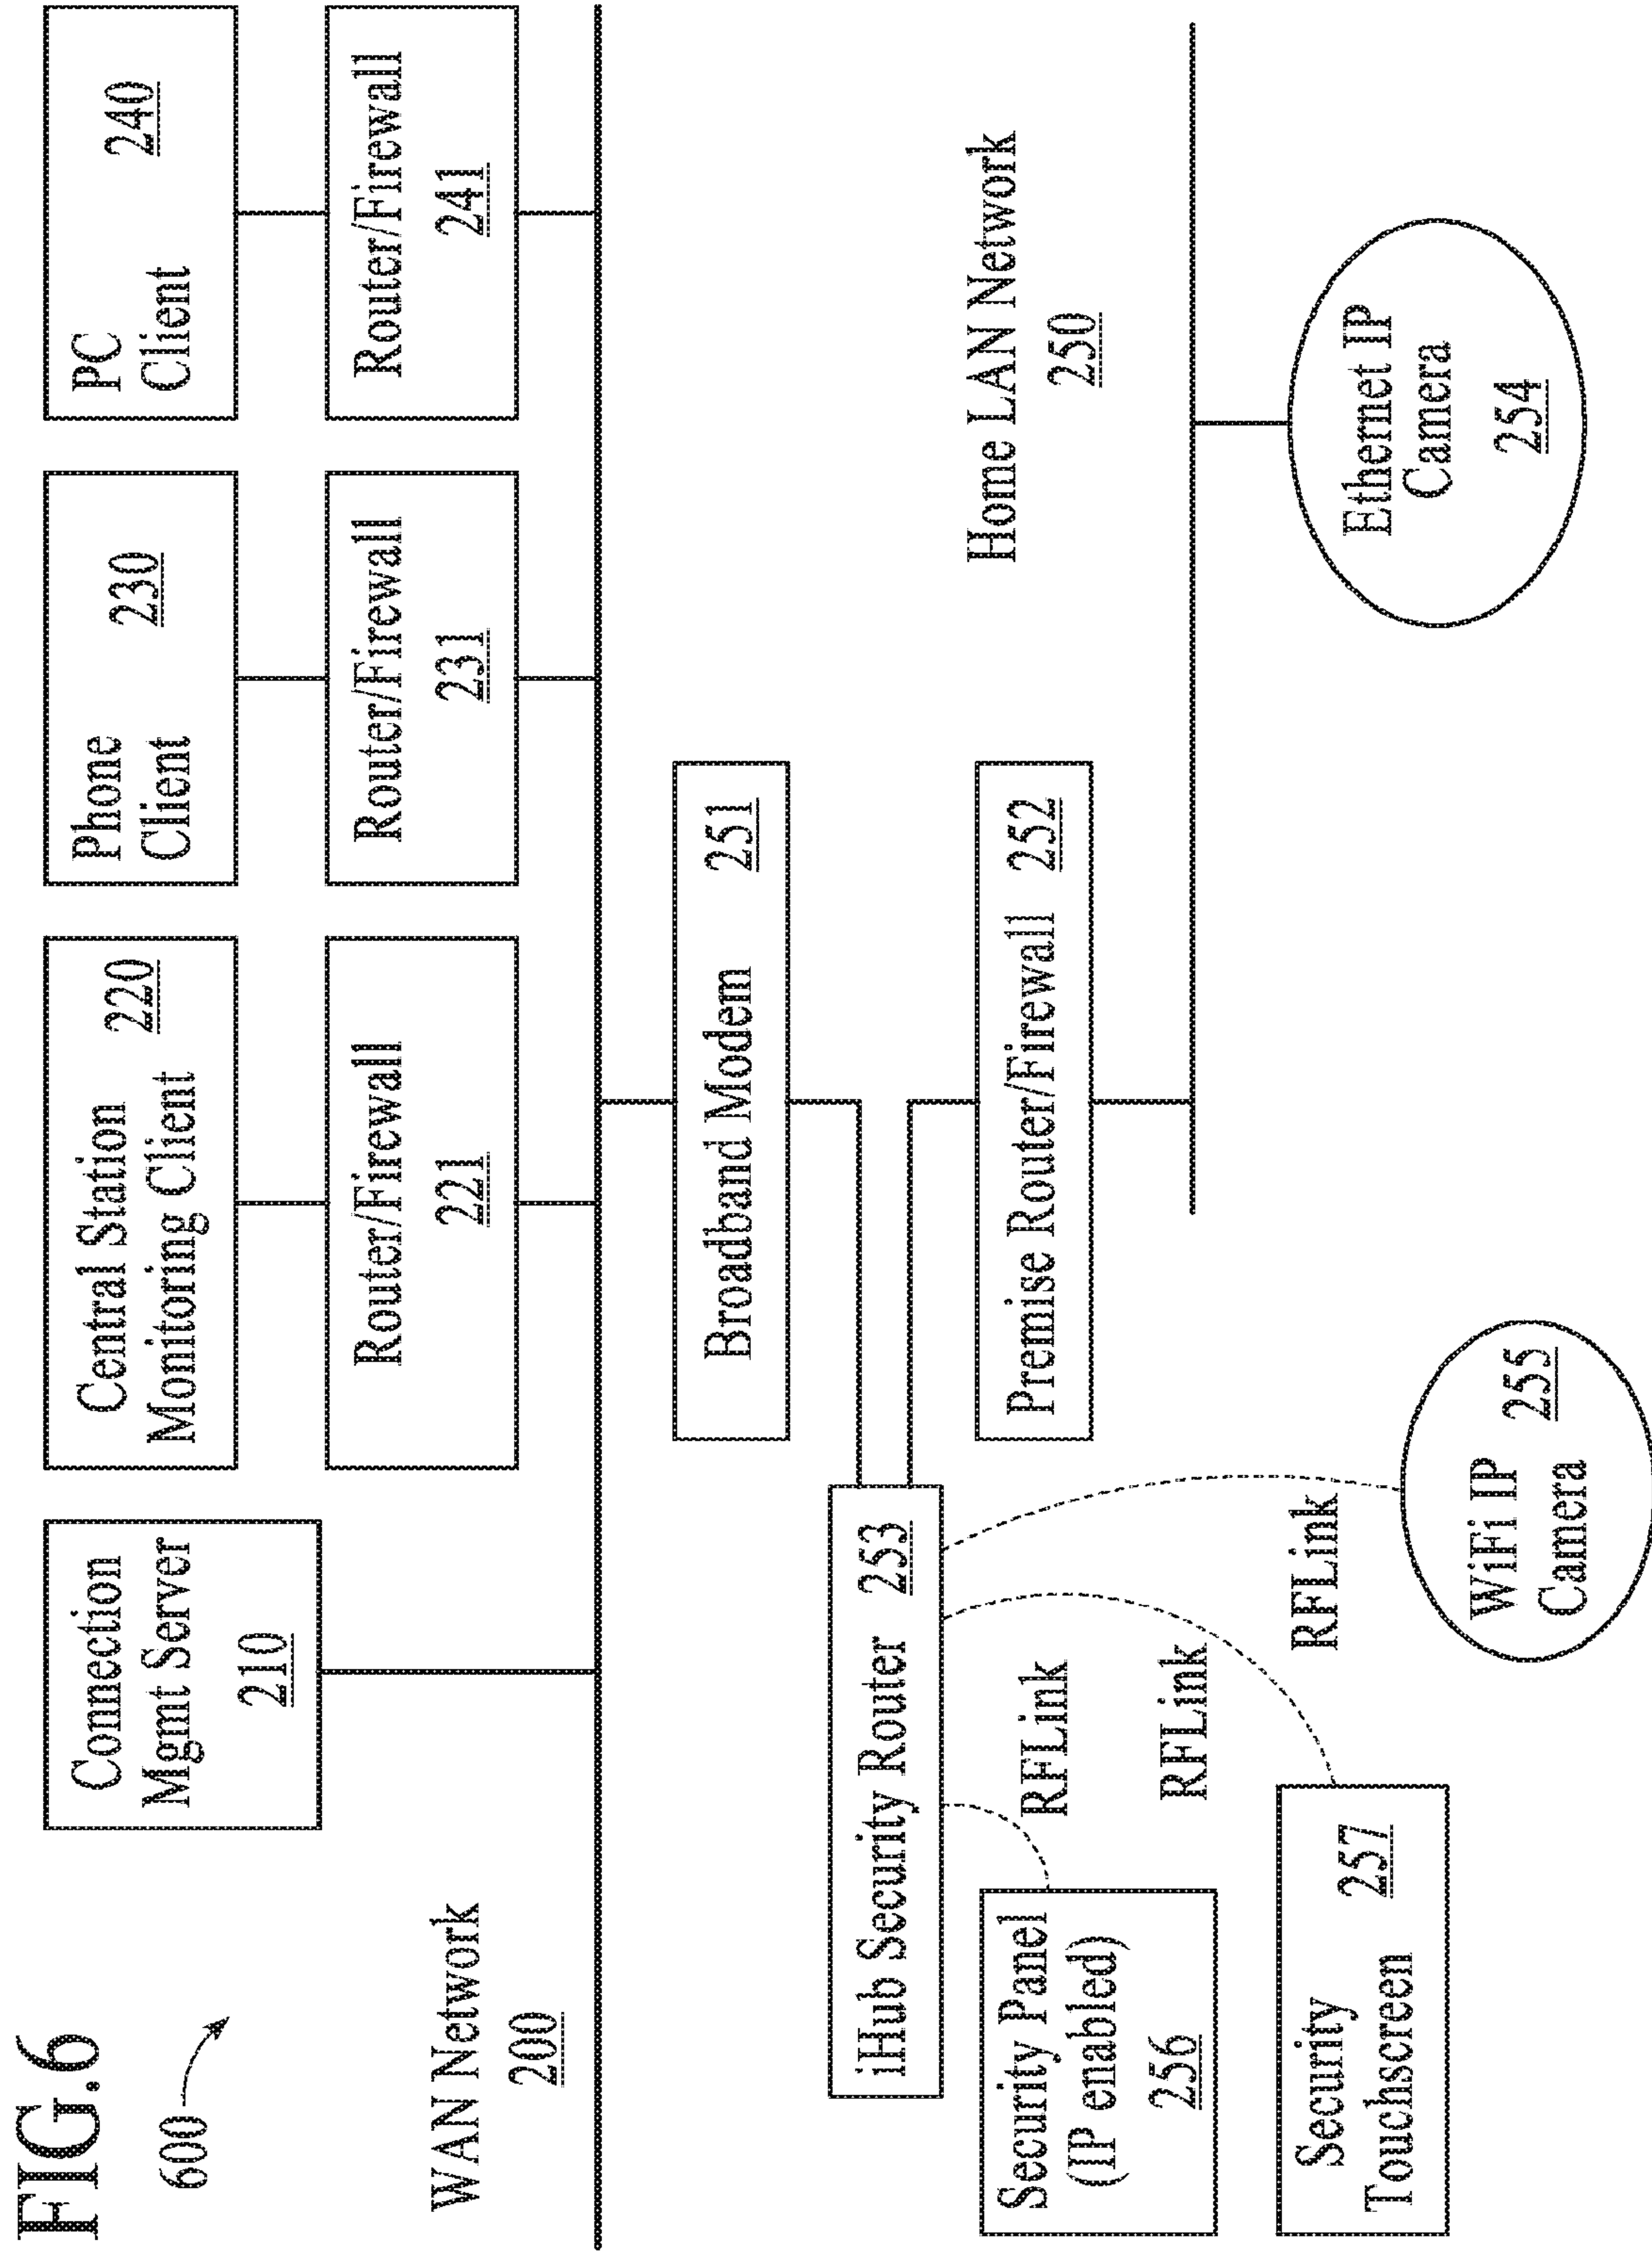 FIG.6
600
WAN Network
200
Connection
Mgmt Server
210
Central Station
220
Monitoring Client
Router/Firewall
221
Phone
Client
230
Router/Firewall
231
PC
Client
240
Router/Firewall
241
Broadband Modem 251
iHub Security Router 253
Premise Router/Firewall 252
Home LAN Network
250
Security Panel
(IP enabled)
256
RFLink
RFLink
RFLink
Security
Touchscreen 257
WiFi IP
Camera
255
Ethernet IP
Camera
254